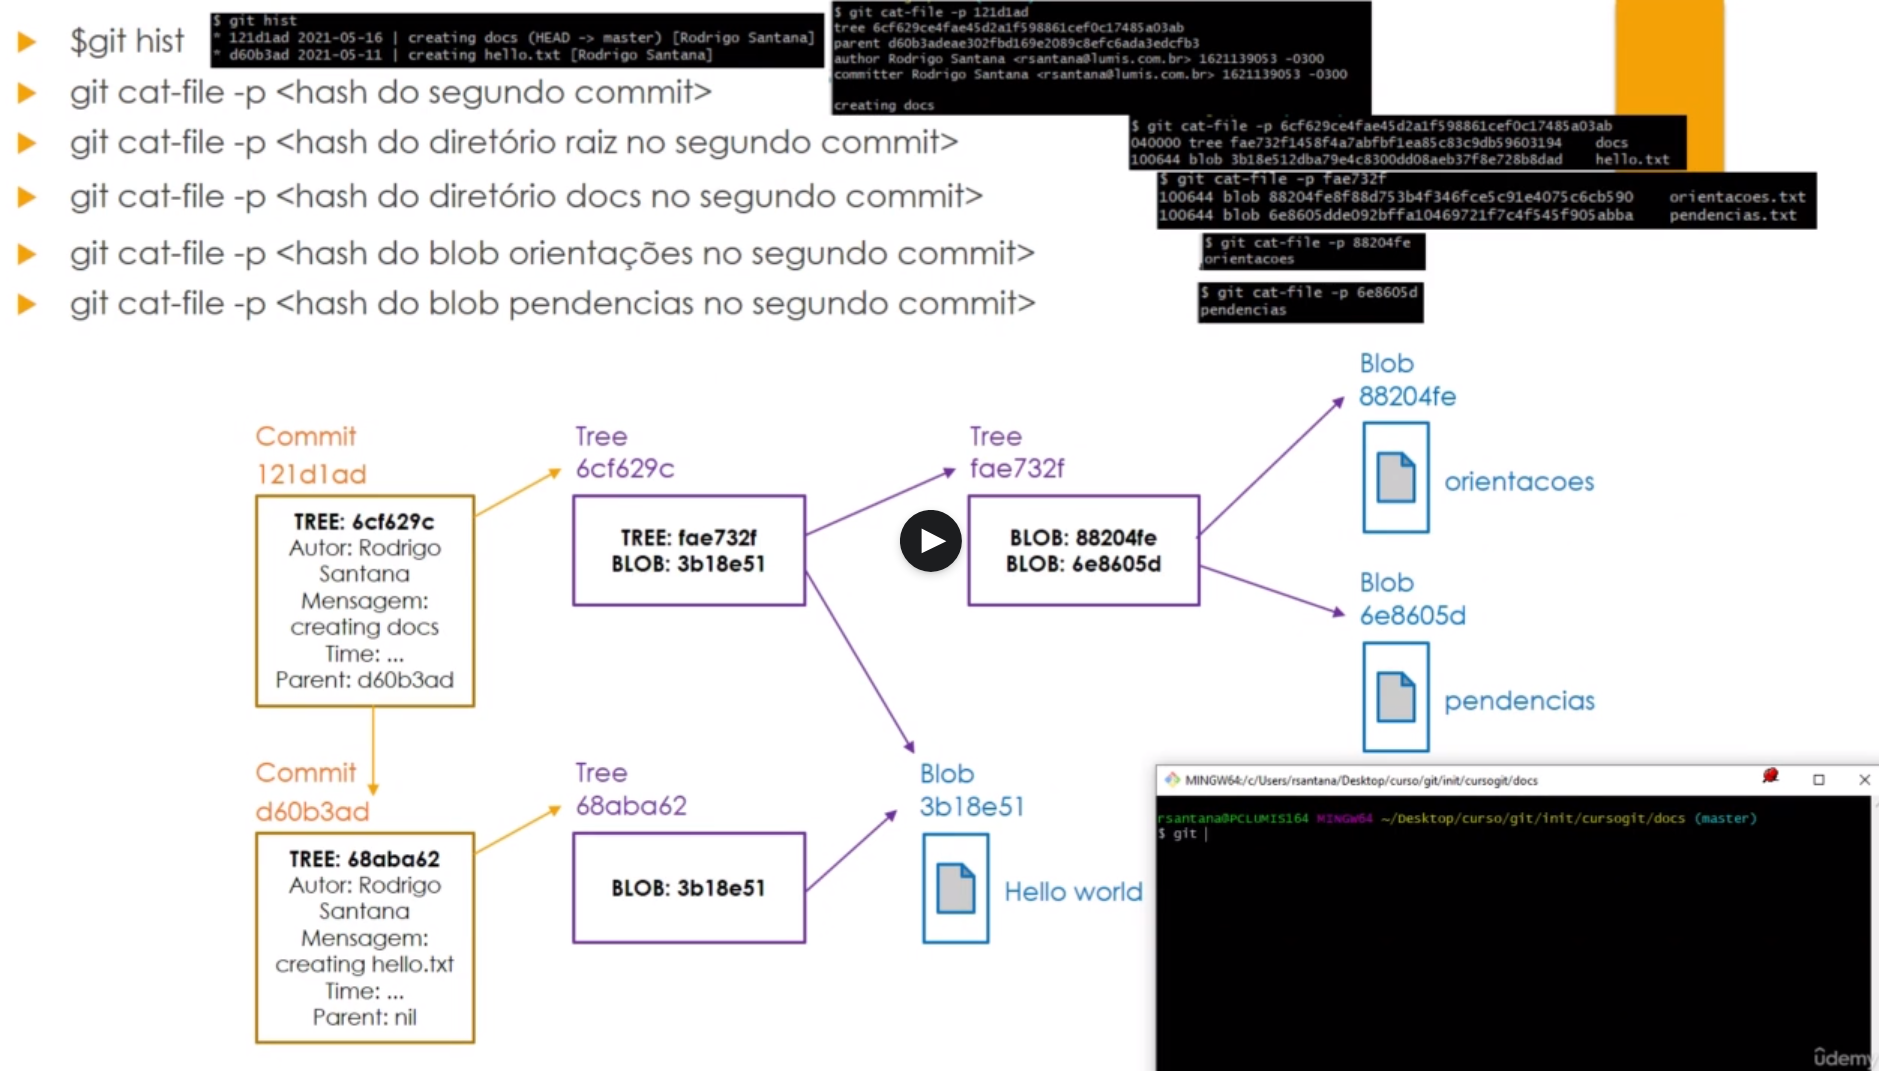 $git hist
$ git hist
* 121d1ad 2021-05-16 | creating docs (HEAD -> master) [Rodrigo Santana]
* d60b3ad 2021-05-11 | creating hello.txt [Rodrigo Santana]
$ git cat-file -p 121d1ad
tree 6cf629ce4fae45d2a1f598861cef0c17485a03ab
parent d60b3adeae302fbd169e2089c8efc6ada3edcfb3
author Rodrigo Santana <rsantana@lumis.com.br> 1621139053 -0300
committer Rodrigo Santana <rsantana@lumis.com.br> 1621139053 -0300
creating docs
git cat-file -p <hash do segundo commit>
git cat-file -p <hash do diretório raiz no segundo commit>
$ git cat-file -p 6cf629ce4fae45d2a1f598861cef0c17485a03ab
040000 tree fae732f1458f4a7abfbf1ea85c83c9db59603194 docs
100644 blob 3b18e512dba79e4c8300dd08aeb37f8e728b8dad hello.txt
git cat-file -p <hash do diretório docs no segundo commit>
$ git cat-file -p fae732f
100644 blob 88204fe8f88d753b4f346fce5c91e4075c6cb590 orientacoes.txt
100644 blob 6e8605dde092bffa10469721f7c4f545f905abba pendencias.txt
git cat-file -p <hash do blob orientações no segundo commit>
$ git cat-file -p 88204fe
orientacoes
git cat-file -p <hash do blob pendencias no segundo commit>
$ git cat-file -p 6e8605d
pendencias
Commit
121d1ad
TREE: 6cf629c
Autor: Rodrigo
Santana
Mensagem:
creating docs
Time: ...
Parent: d60b3ad
Tree
6cf629c
TREE: fae732f
BLOB: 3b18e51
Tree
fae732f
BLOB: 88204fe
BLOB: 6e8605d
Blob
88204fe
orientacoes
Blob
6e8605d
pendencias
Commit
d60b3ad
TREE: 68aba62
Autor: Rodrigo
Santana
Mensagem:
creating hello.txt
Time: ...
Parent: nil
Tree
68aba62
BLOB: 3b18e51
Blob
3b18e51
Hello world
MINGW64:/c/Users/rsantana/Desktop/curso/git/init/cursogit/docs
rsantana@PCLUMIS164 MINGW64 ~/Desktop/curso/git/init/cursogit/docs (master)
$ git
ûdemy